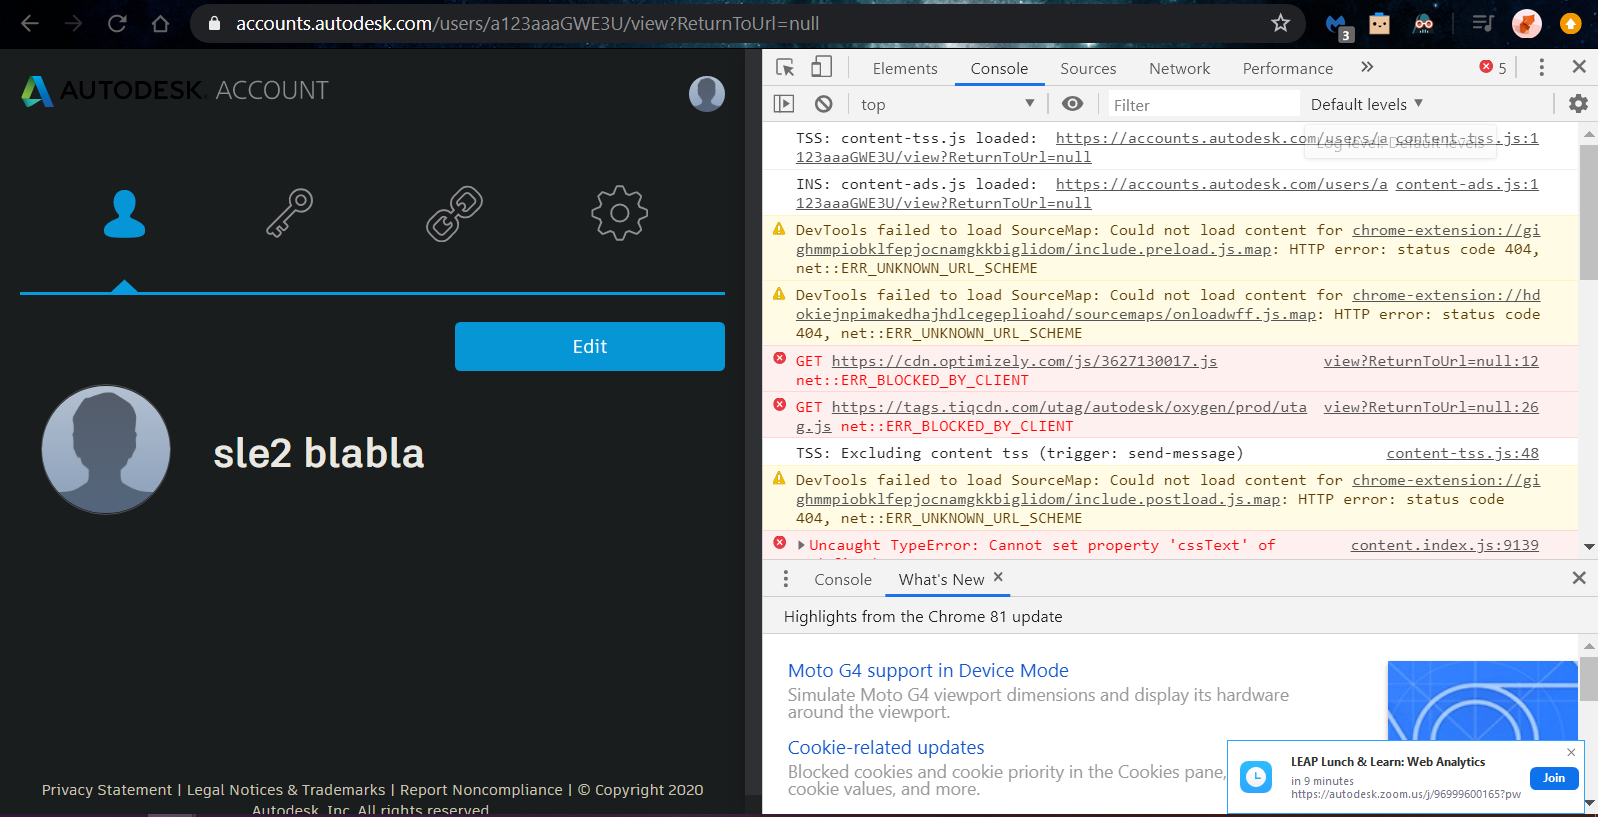 accounts.autodesk.com/users/a123aaaGWE3U/view?ReturnToUrl=null
3
AUTODESK. ACCOUNT
Edit
sle2 blabla
Privacy Statement | Legal Notices & Trademarks | Report Noncompliance | © Copyright 2020
Autodesk, Inc. All rights reserved
Elements Console Sources Network Performance » 5
top Filter Default levels
Log level: Default levels
TSS: content-tss.js loaded: https://accounts.autodesk.com/users/a content-tss.js:1
123aaaGWE3U/view?ReturnToUrl=null
INS: content-ads.js loaded: https://accounts.autodesk.com/users/a content-ads.js:1
123aaaGWE3U/view?ReturnToUrl=null
DevTools failed to load SourceMap: Could not load content for chrome-extension://gi
ghmmpiobklfepjocnamgkkbiglidom/include.preload.js.map: HTTP error: status code 404,
net::ERR_UNKNOWN_URL_SCHEME
DevTools failed to load SourceMap: Could not load content for chrome-extension://hd
okiejnpimakedhajhdlcegeplioahd/sourcemaps/onloadwff.js.map: HTTP error: status code
404, net::ERR_UNKNOWN_URL_SCHEME
GET https://cdn.optimizely.com/js/3627130017.js view?ReturnToUrl=null:12
net::ERR_BLOCKED_BY_CLIENT
GET https://tags.tiqcdn.com/utag/autodesk/oxygen/prod/uta view?ReturnToUrl=null:26
g.js net::ERR_BLOCKED_BY_CLIENT
TSS: Excluding content tss (trigger: send-message) content-tss.js:48
DevTools failed to load SourceMap: Could not load content for chrome-extension://gi
ghmmpiobklfepjocnamgkkbiglidom/include.postload.js.map: HTTP error: status code
404, net::ERR_UNKNOWN_URL_SCHEME
Uncaught TypeError: Cannot set property 'cssText' of content.index.js:9139
Console What's New ×
Highlights from the Chrome 81 update
Moto G4 support in Device Mode
Simulate Moto G4 viewport dimensions and display its hardware
around the viewport.
Cookie-related updates
Blocked cookies and cookie priority in the Cookies pane,
cookie values, and more.
LEAP Lunch & Learn: Web Analytics
in 9 minutes
https://autodesk.zoom.us/j/96999600165?pw
Join